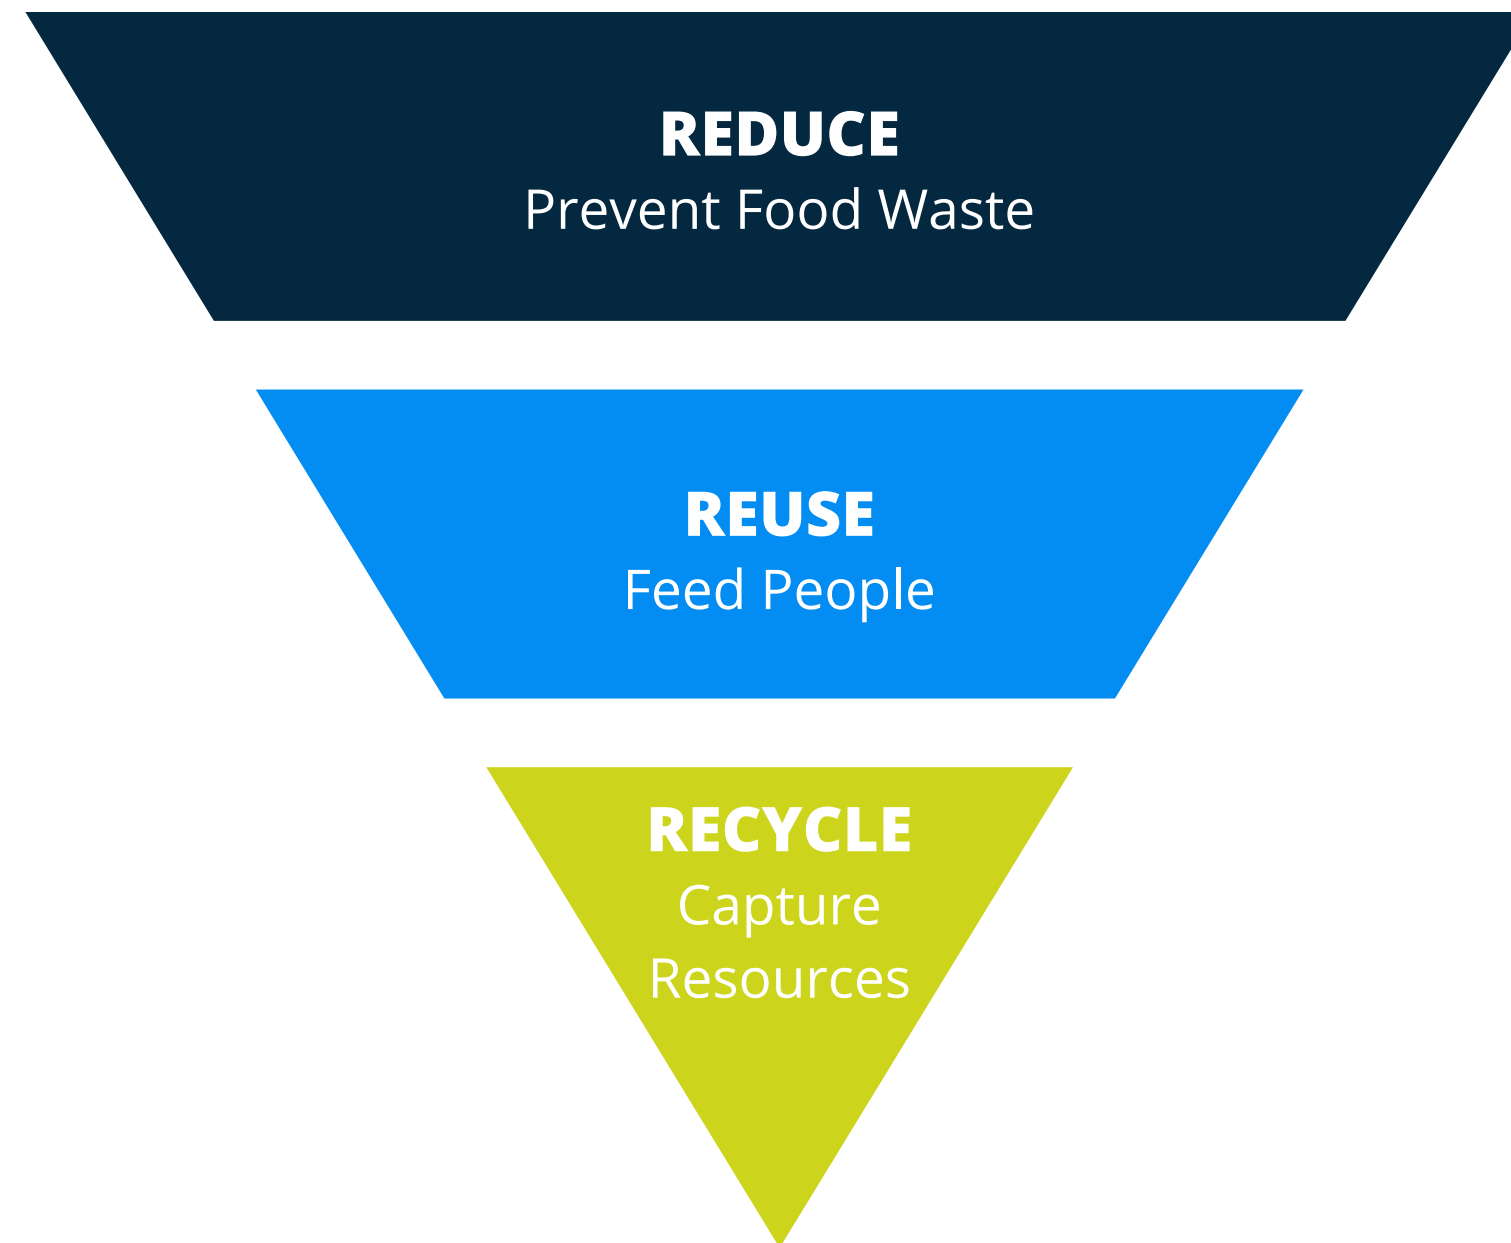 REDUCE
Prevent Food Waste
REUSE
Feed People
RECYCLE
Capture
Resources